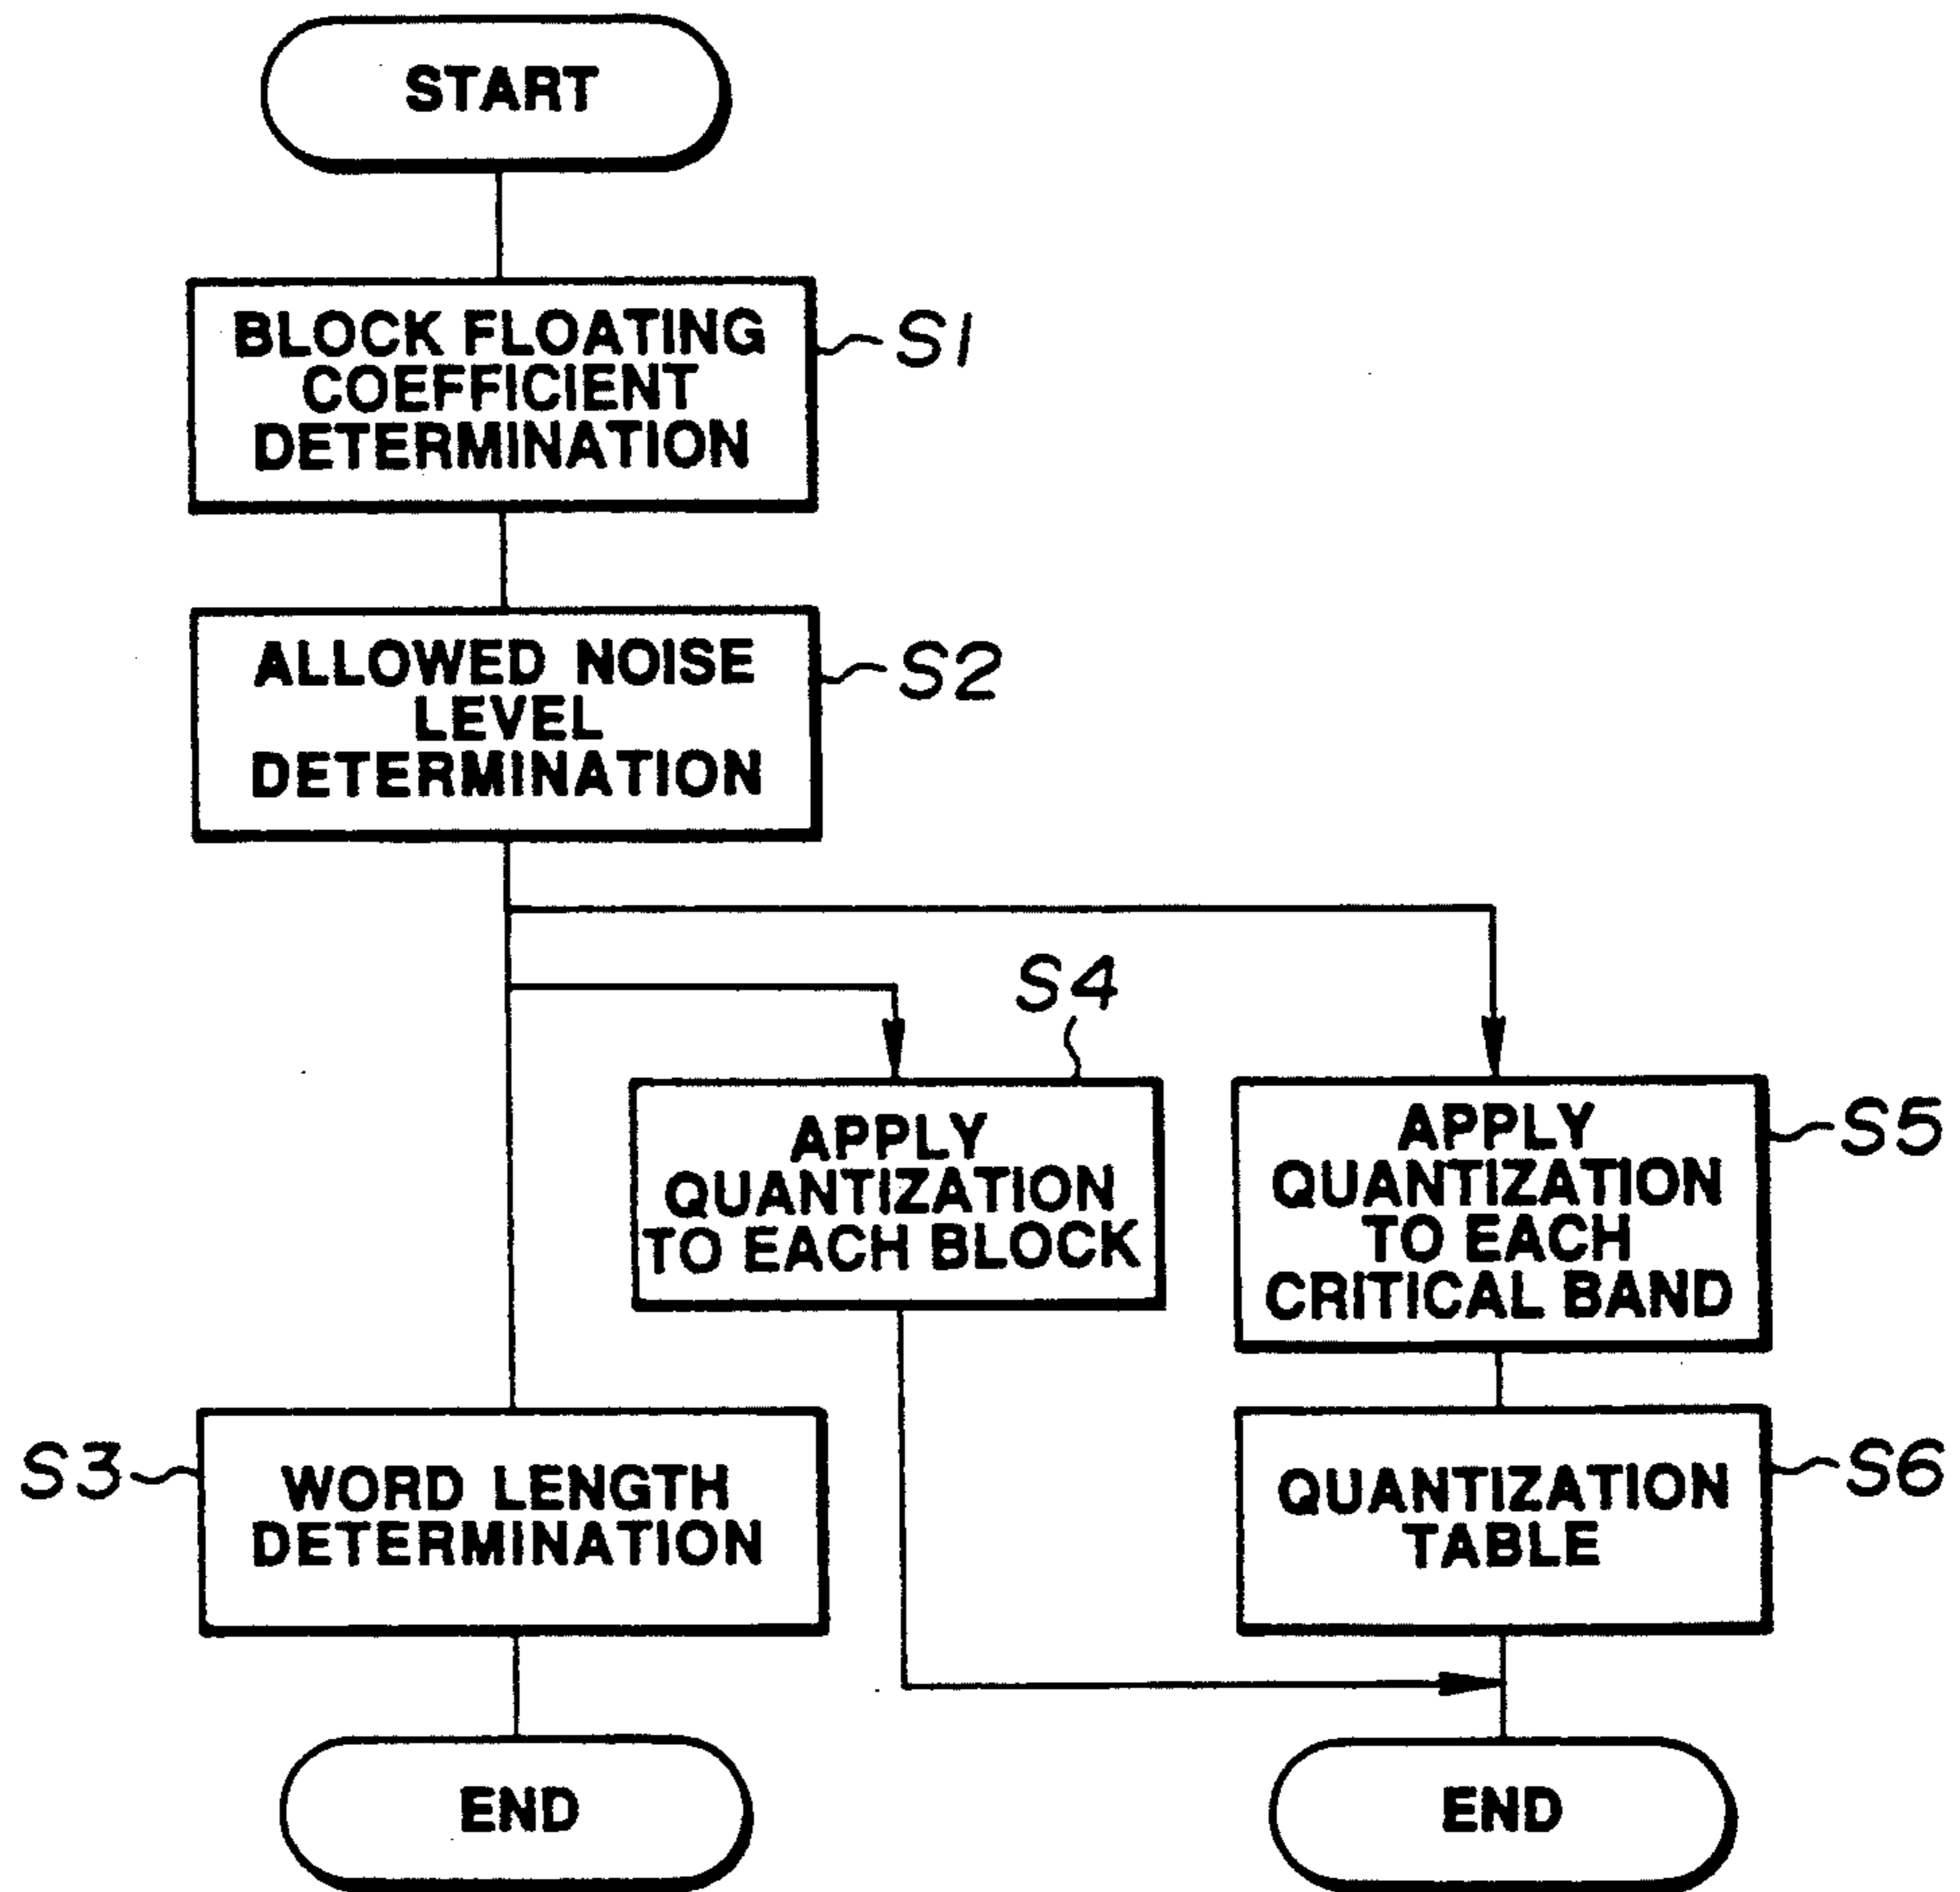 START
BLOCK FLOATING
COEFFICIENT
DETERMINATION
S1
ALLOWED NOISE
LEVEL
DETERMINATION
S2
S4
APPLY
QUANTIZATION
TO EACH BLOCK
APPLY
QUANTIZATION
TO EACH
CRITICAL BAND
S5
S3
WORD LENGTH
DETERMINATION
QUANTIZATION
TABLE
S6
END
END